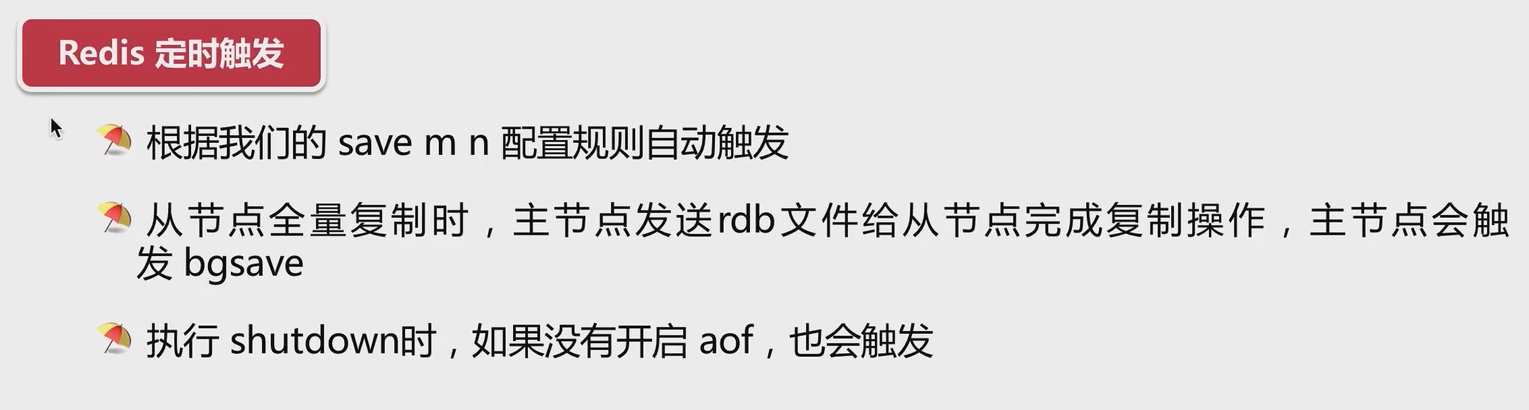 Redis 定时触发
根据我们的 save m n 配置规则自动触发
从节点全量复制时，主节点发送rdb文件给从节点完成复制操作，主节点会触
发 bgsave
执行 shutdown时，如果没有开启 aof，也会触发